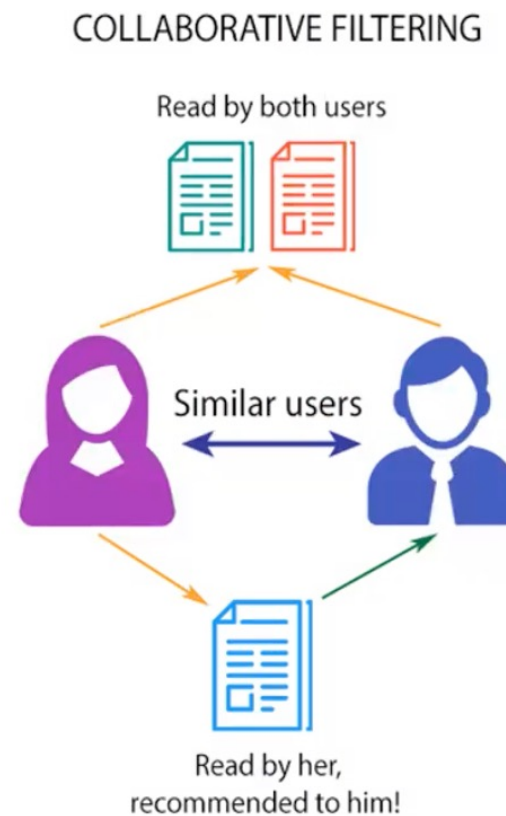 COLLABORATIVE FILTERING
Read by both users
Similar users
Read by her,
recommended to him!